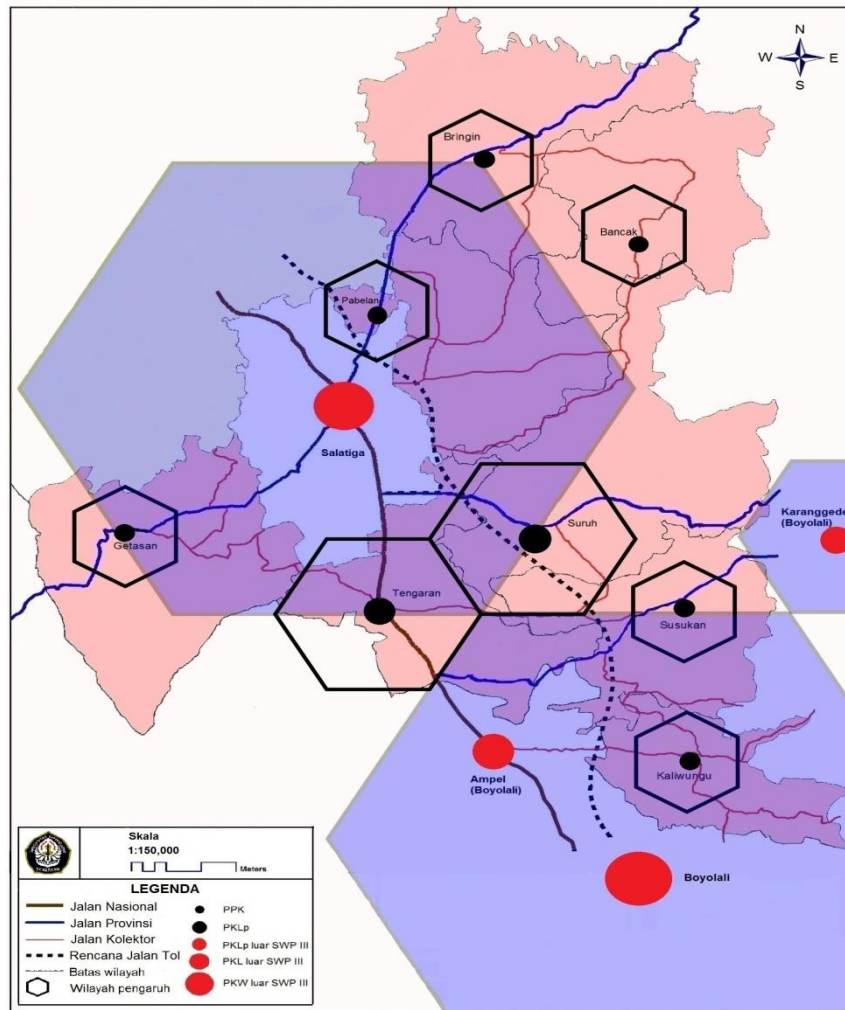 N
W E
S
Bringin
Bancak
Pabelan
Salatiga
Karanggede
(Boyolali)
Suruh
Getasan
Tengaran
Susukan
Ampel
(Boyolali)
Kaliwungu
Boyolali
Skala
1:150,000
Meters
LEGENDA
Jalan Nasional
Jalan Provinsi
Jalan Kolektor
Rencana Jalan Tol
Batas wilayah
Wilayah pengaruh
PPK
PKLp
PKLp luar SWP III
PKL luar SWP III
PKW luar SWP III